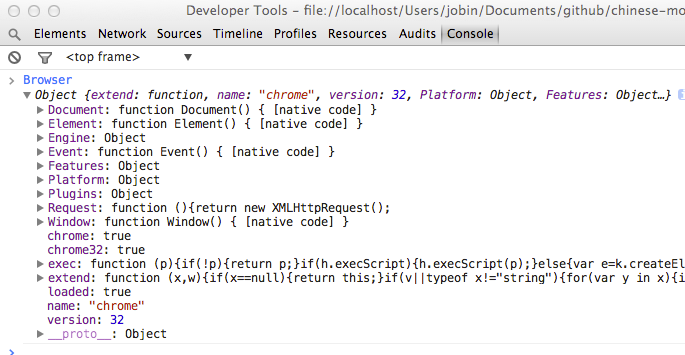 Developer Tools - file://localhost/Users/jobin/Documents/github/chinese-mo
Elements Network Sources Timeline Profiles Resources Audits Console
<top frame>
Browser
Object {extend: function, name: "chrome", version: 32, Platform: Object, Features: Object…}
Document: function Document() { [native code] }
Element: function Element() { [native code] }
Engine: Object
Event: function Event() { [native code] }
Features: Object
Platform: Object
Plugins: Object
Request: function (){return new XMLHttpRequest();
Window: function Window() { [native code] }
chrome: true
chrome32: true
exec: function (p){if(!p){return p;}if(h.execScript){h.execScript(p);}else{var e=k.createEl
extend: function (x,w){if(x==null){return this;}if(v||typeof x!="string"){for(var y in x){i
loaded: true
name: "chrome"
version: 32
__proto__: Object